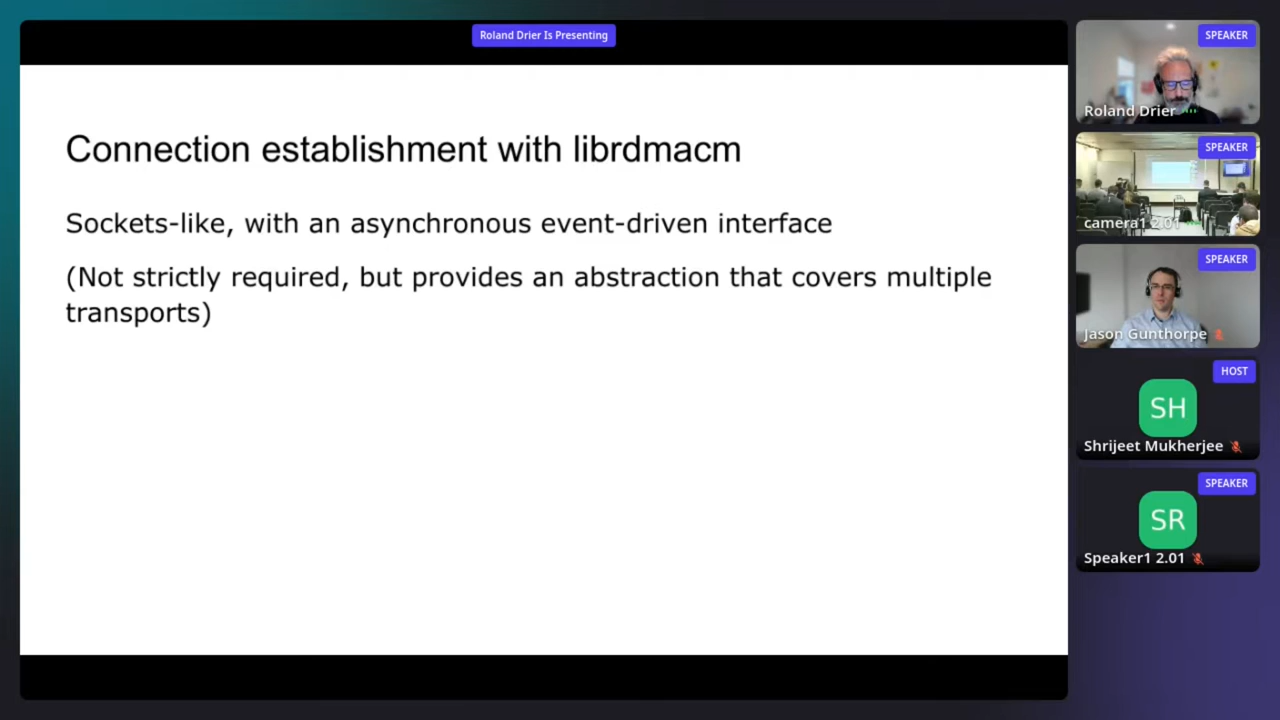 Roland Drier Is Presenting
Connection establishment with librdmacm
Sockets-like, with an asynchronous event-driven interface
(Not strictly required, but provides an abstraction that covers multiple
transports)
SPEAKER
Roland Drier
SPEAKER
camera1 2.01
SPEAKER
Jason Gunthorpe
HOST
SH
Shrijeet Mukherjee
SPEAKER
SR
Speaker1 2.01